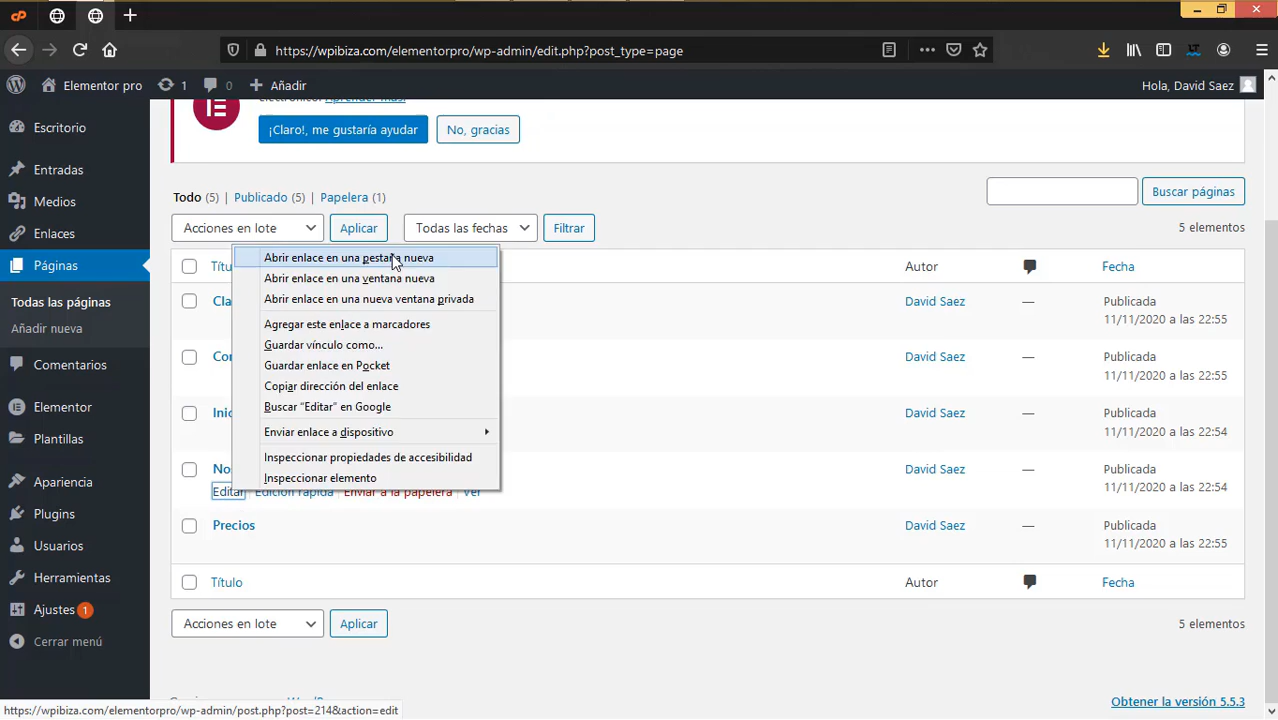 https://wpibiza.com/elementorpro/wp-admin/edit.php?post_type=page
Elementor pro 1 0 Añadir Hola, David Saez
Escritorio
Entradas
Medios
Enlaces
Páginas
Todas las páginas
Añadir nueva
Comentarios
Elementor
Plantillas
Apariencia
Plugins
Usuarios
Herramientas
Ajustes 1
Cerrar menú
¡Claro!, me gustaría ayudar No, gracias
Todo (5) | Publicado (5) | Papelera (1) Buscar páginas
Acciones en lote Aplicar Todas las fechas Filtrar 5 elementos
Autor Fecha
Abrir enlace en una pestaña nueva
Abrir enlace en una ventana nueva
Abrir enlace en una nueva ventana privada
Agregar este enlace a marcadores
Guardar vínculo como...
Guardar enlace en Pocket
Copiar dirección del enlace
Buscar “Editar” en Google
Enviar enlace a dispositivo
Inspeccionar propiedades de accesibilidad
Inspeccionar elemento
David Saez — Publicada
11/11/2020 a las 22:55
David Saez — Publicada
11/11/2020 a las 22:55
David Saez — Publicada
11/11/2020 a las 22:54
David Saez — Publicada
11/11/2020 a las 22:54
Editar Edición rápida Enviar a la papelera Ver
Precios David Saez — Publicada
11/11/2020 a las 22:55
Título Autor Fecha
Acciones en lote Aplicar 5 elementos
Obtener la versión 5.5.3
https://wpibiza.com/elementorpro/wp-admin/post.php?post=214&action=edit